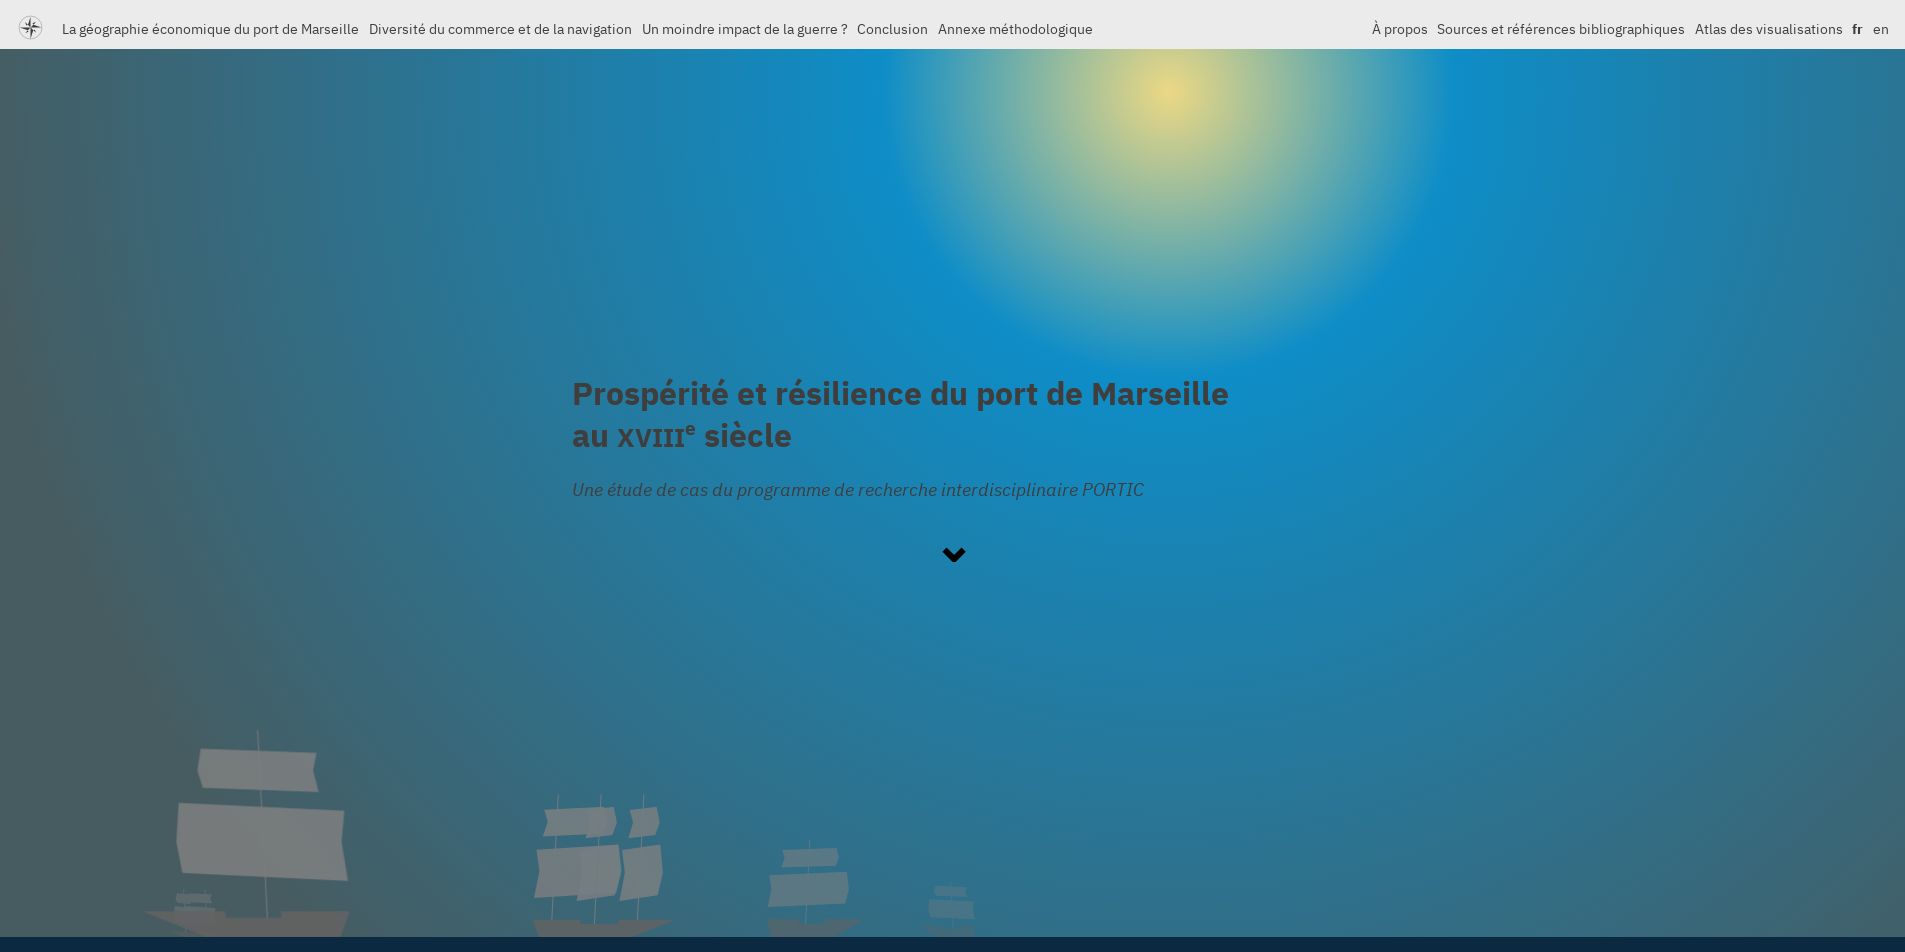 La géographie économique du port de Marseille Diversité du commerce et de la navigation Un moindre impact de la guerre ? Conclusion Annexe méthodologique À propos Sources et références bibliographiques Atlas des visualisations fr en
Prospérité et résilience du port de Marseille
au XVIIIe siècle
Une étude de cas du programme de recherche interdisciplinaire PORTIC